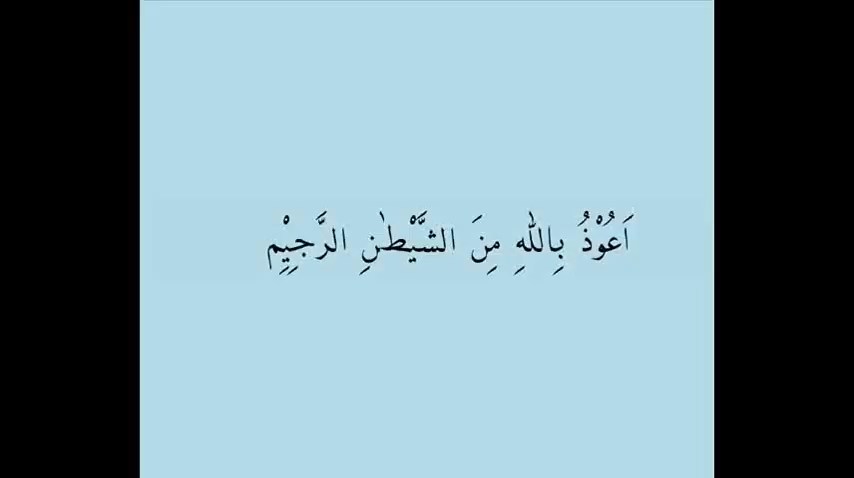 اَعُوْذُ بِاللّٰهِ مِنَ الشَّيْطٰنِ الرَّجِيْمِ